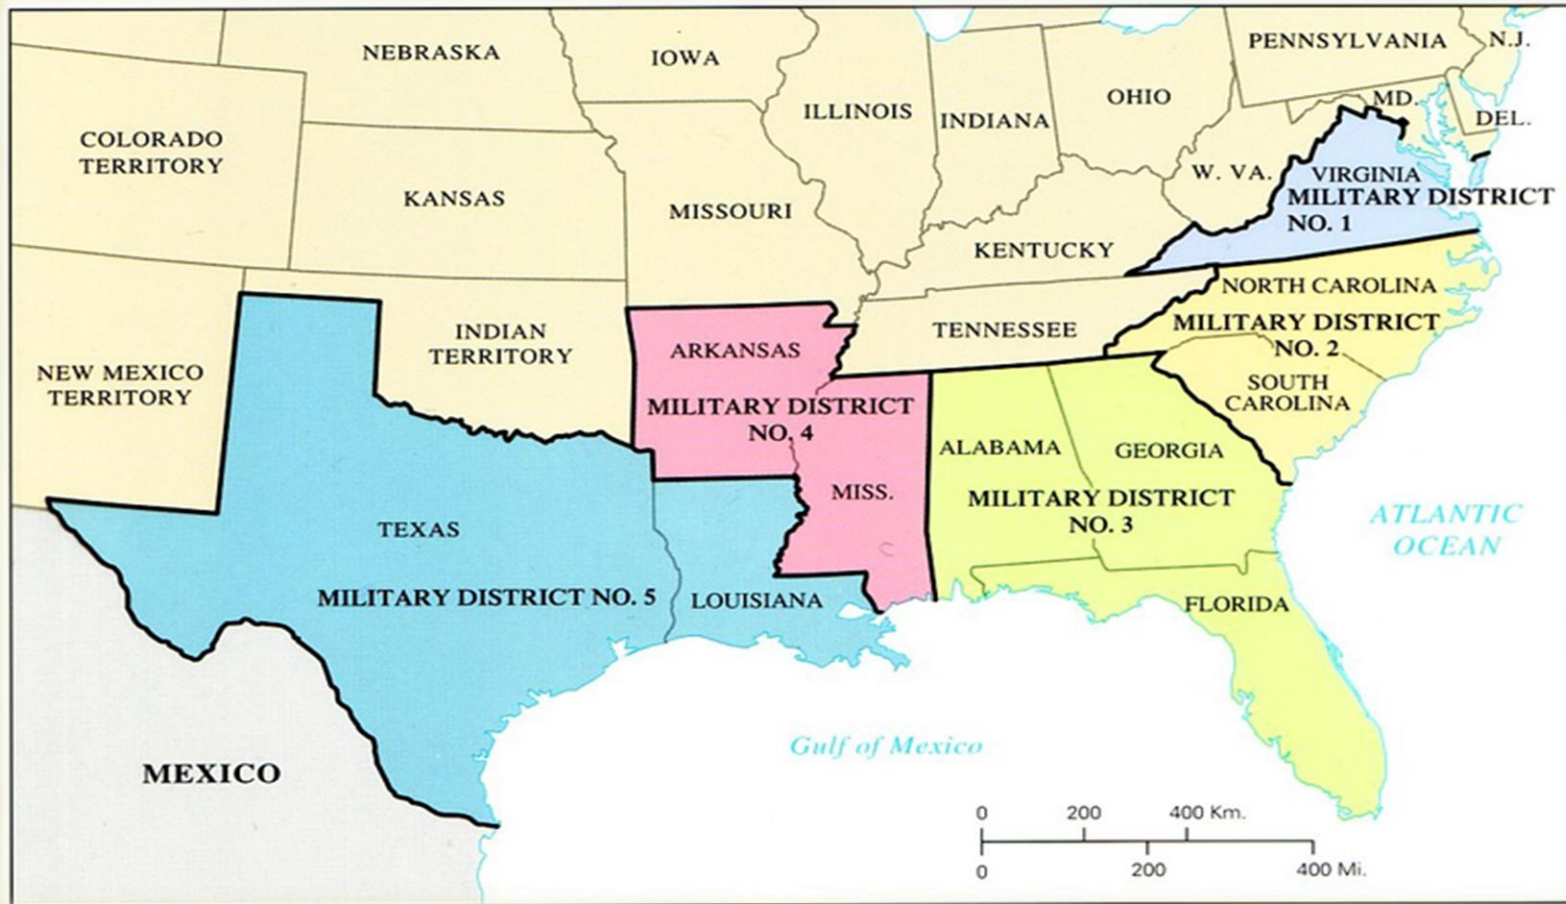 NEBRASKA
IOWA
PENNSYLVANIA
N.J.
COLORADO
TERRITORY
ILLINOIS
INDIANA
OHIO
MD.
DEL.
KANSAS
MISSOURI
W. VA.
VIRGINIA
MILITARY DISTRICT
NO. 1
KENTUCKY
NORTH CAROLINA
MILITARY DISTRICT
NO. 2
SOUTH
CAROLINA
TENNESSEE
INDIAN
TERRITORY
NEW MEXICO
TERRITORY
ARKANSAS
MILITARY DISTRICT
NO. 4
MISS.
ALABAMA
GEORGIA
MILITARY DISTRICT
NO. 3
FLORIDA
TEXAS
MILITARY DISTRICT NO. 5
LOUISIANA
ATLANTIC
OCEAN
Gulf of Mexico
MEXICO
0 200 400 Km.
0 200 400 Mi.